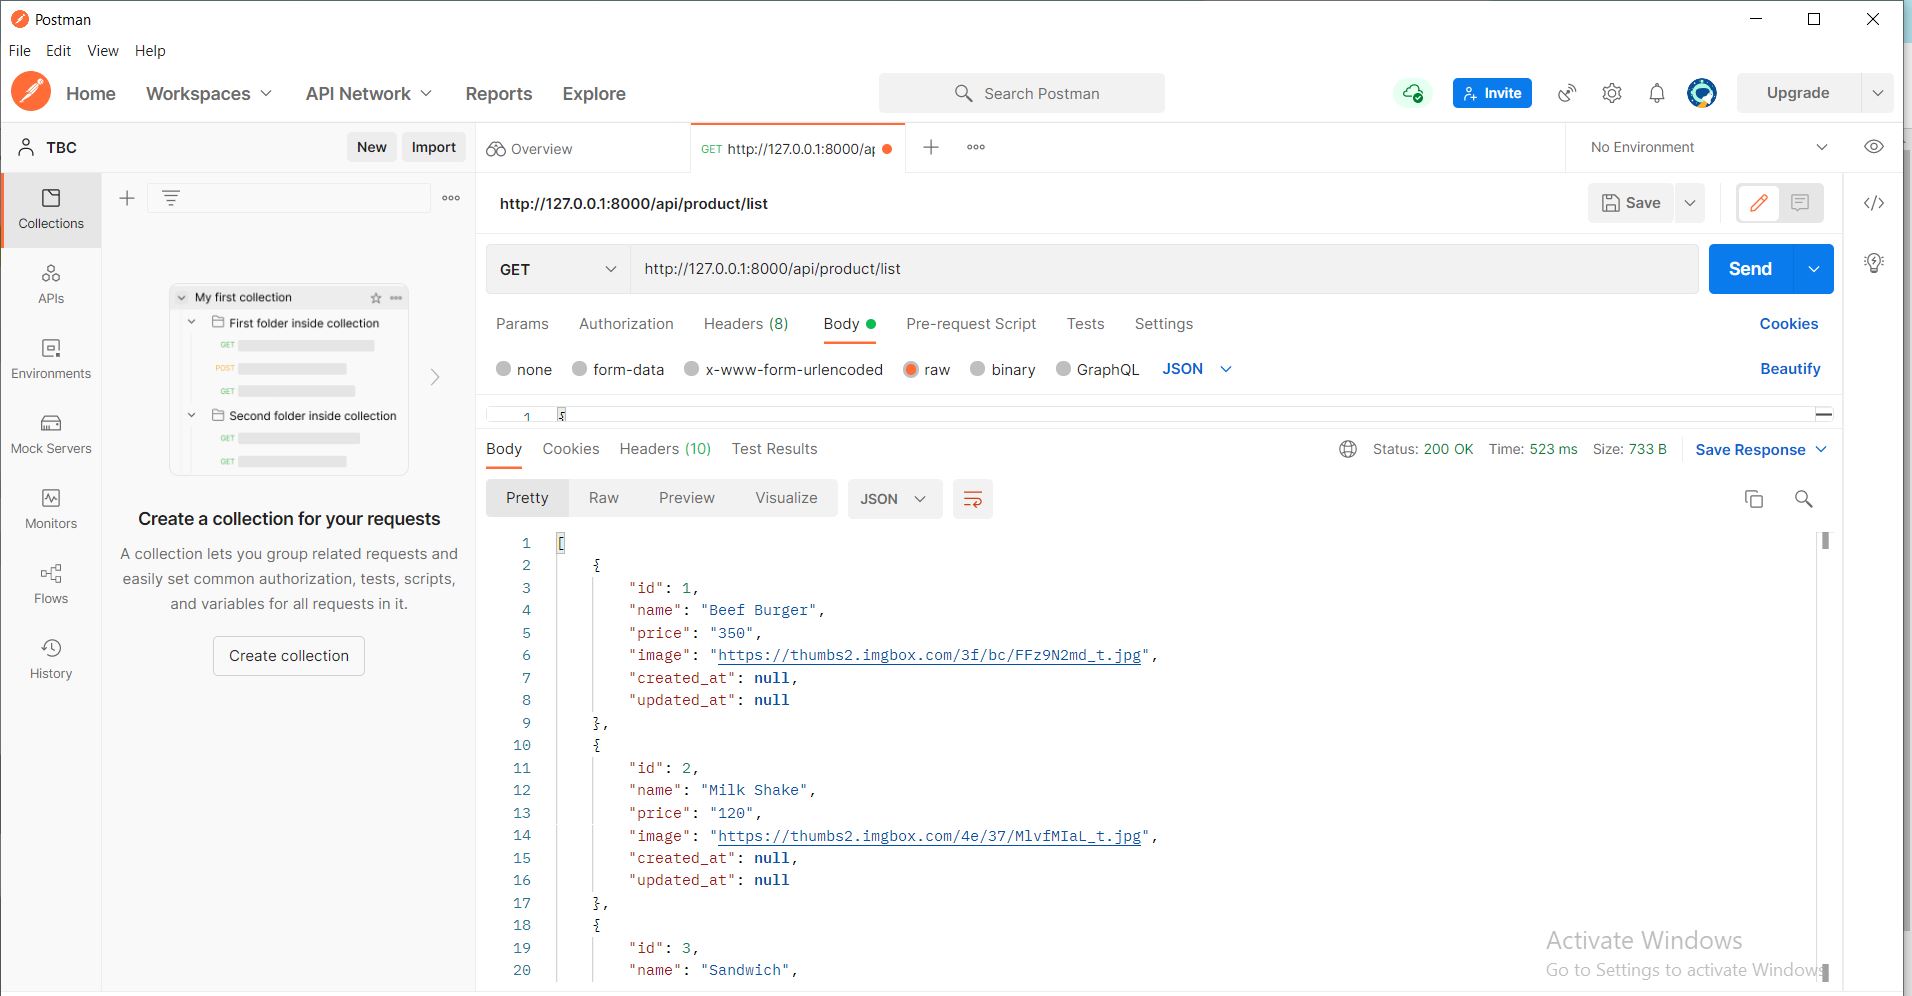 Postman
File Edit View Help
Home Workspaces API Network Reports Explore Search Postman Invite Upgrade
TBC New Import Overview GET http://127.0.0.1:8000/ap No Environment
Collections
http://127.0.0.1:8000/api/product/list Save
GET http://127.0.0.1:8000/api/product/list Send
APIs
Params Authorization Headers (8) Body Pre-request Script Tests Settings Cookies
none form-data x-www-form-urlencoded raw binary GraphQL JSON Beautify
My first collection
First folder inside collection
GET
POST
GET
Second folder inside collection
GET
GET
Environments
Mock Servers
Monitors
Flows
History
Create a collection for your requests
A collection lets you group related requests and
easily set common authorization, tests, scripts,
and variables for all requests in it.
Create collection
1 {
Body Cookies Headers (10) Test Results Status: 200 OK Time: 523 ms Size: 733 B Save Response
Pretty Raw Preview Visualize JSON
1 [
2 {
3 "id": 1,
4 "name": "Beef Burger",
5 "price": "350",
6 "image": "https://thumbs2.imgbox.com/3f/bc/FFz9N2md_t.jpg",
7 "created_at": null,
8 "updated_at": null
9 },
10 {
11 "id": 2,
12 "name": "Milk Shake",
13 "price": "120",
14 "image": "https://thumbs2.imgbox.com/4e/37/MlvfMIaL_t.jpg",
15 "created_at": null,
16 "updated_at": null
17 },
18 {
19 "id": 3,
20 "name": "Sandwich",
Activate Windows
Go to Settings to activate Windows